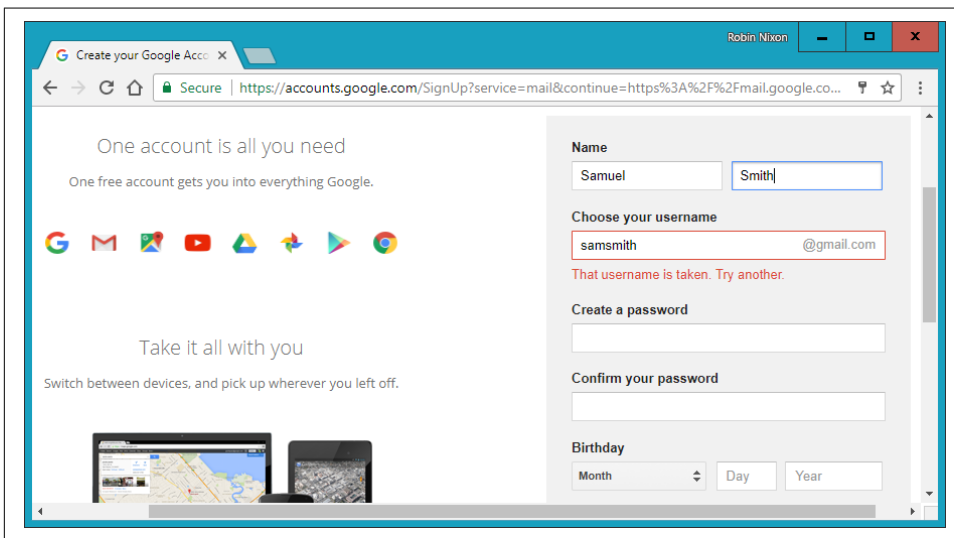 Robin Nixon
Create your Google Acco
Secure | https://accounts.google.com/SignUp?service=mail&continue=https%3A%2F%2Fmail.google.co...
One account is all you need
One free account gets you into everything Google.
Take it all with you
Switch between devices, and pick up wherever you left off.
Name
Samuel Smith
Choose your username
samsmith @gmail.com
That username is taken. Try another.
Create a password
Confirm your password
Birthday
Month Day Year